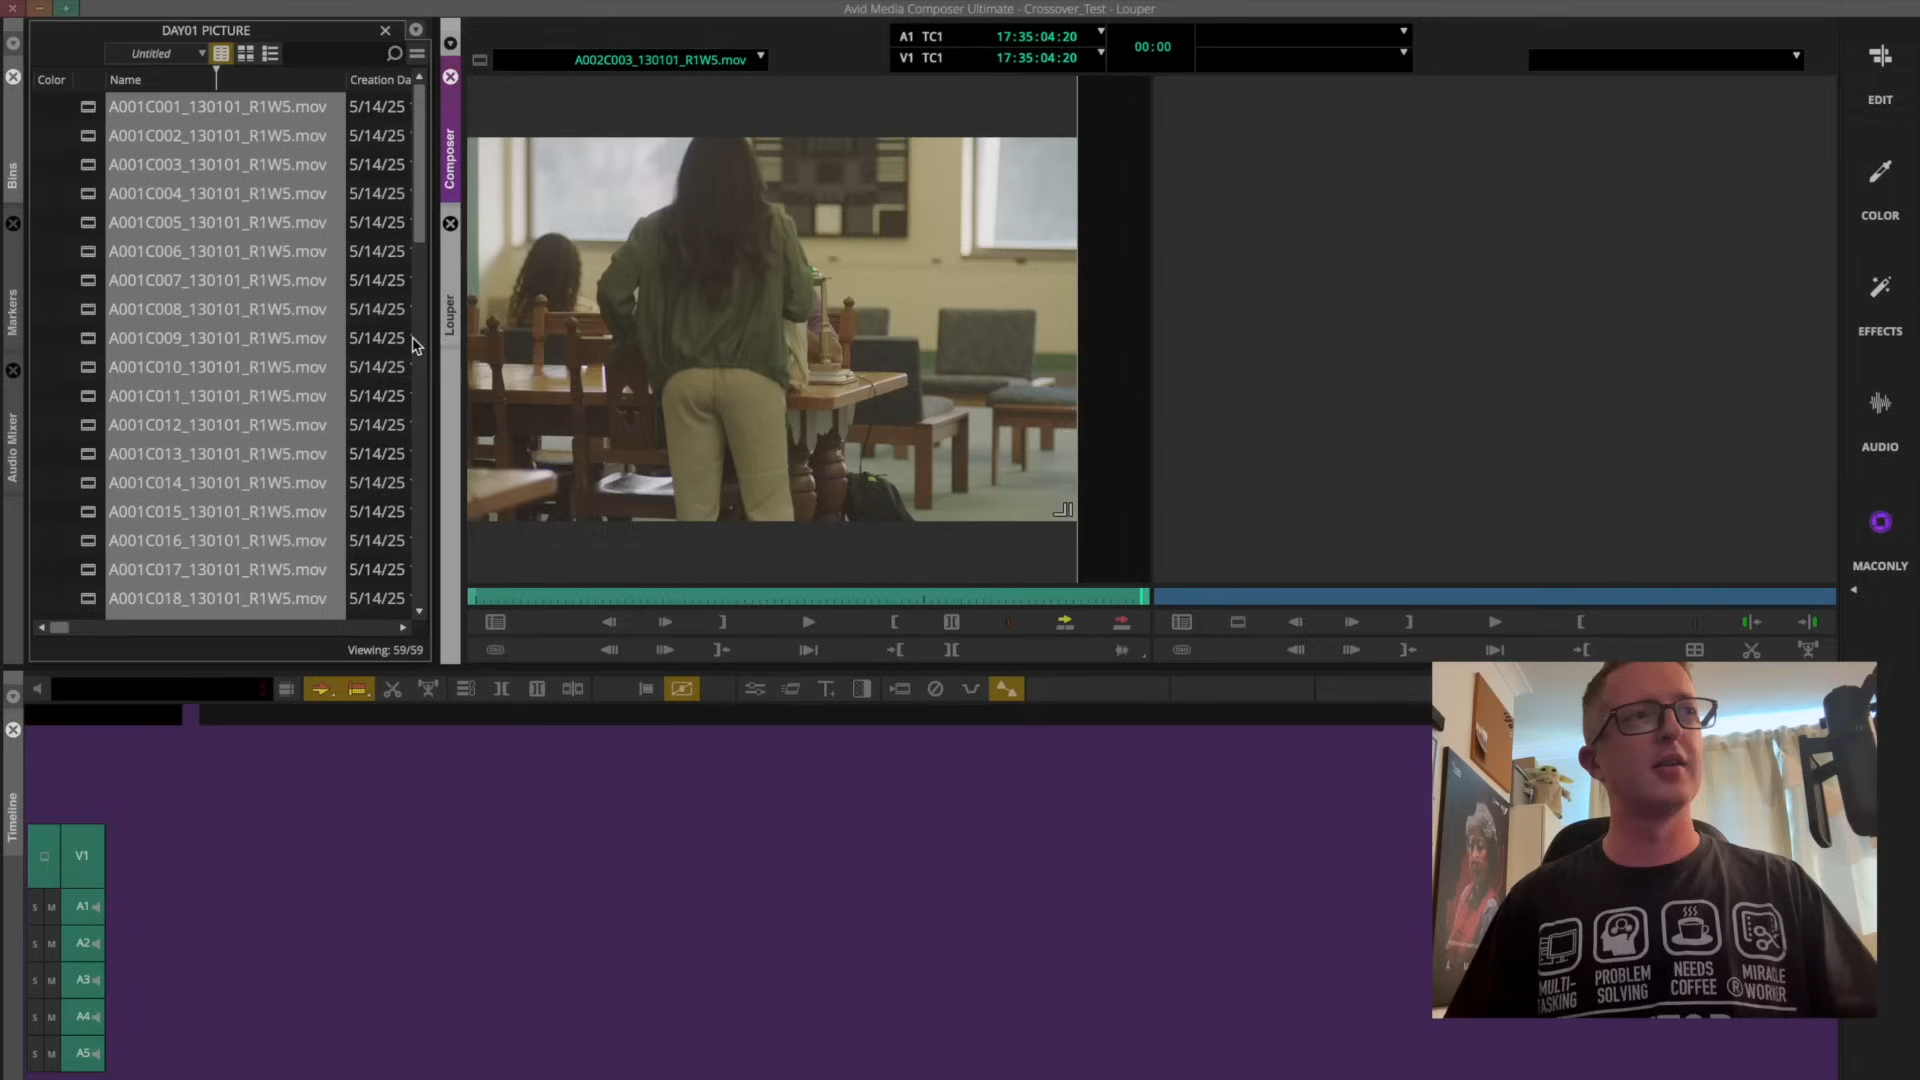 Avid Media Composer Ultimate - Crossover_Test - Louper
DAY01 PICTURE
Untitled
Color Name Creation Da
A001C001_130101_R1W5.mov 5/14/25
A001C002_130101_R1W5.mov 5/14/25
A001C003_130101_R1W5.mov 5/14/25
A001C004_130101_R1W5.mov 5/14/25
A001C005_130101_R1W5.mov 5/14/25
A001C006_130101_R1W5.mov 5/14/25
A001C007_130101_R1W5.mov 5/14/25
A001C008_130101_R1W5.mov 5/14/25
A001C009_130101_R1W5.mov 5/14/25
A001C010_130101_R1W5.mov 5/14/25
A001C011_130101_R1W5.mov 5/14/25
A001C012_130101_R1W5.mov 5/14/25
A001C013_130101_R1W5.mov 5/14/25
A001C014_130101_R1W5.mov 5/14/25
A001C015_130101_R1W5.mov 5/14/25
A001C016_130101_R1W5.mov 5/14/25
A001C017_130101_R1W5.mov 5/14/25
A001C018_130101_R1W5.mov 5/14/25
Viewing: 59/59
Bins
Markers
Audio Mixer
Composer
Louper
A002C003_130101_R1W5.mov
A1 TC1 17:35:04:20
V1 TC1 17:35:04:20
00:00
EDIT
COLOR
EFFECTS
AUDIO
MACONLY
Timeline
V1
S M A1
S M A2
S M A3
S M A4
S M A5
MULTI-
TASKING
PROBLEM
SOLVING
NEEDS
COFFEE
MIRACLE
WORKER